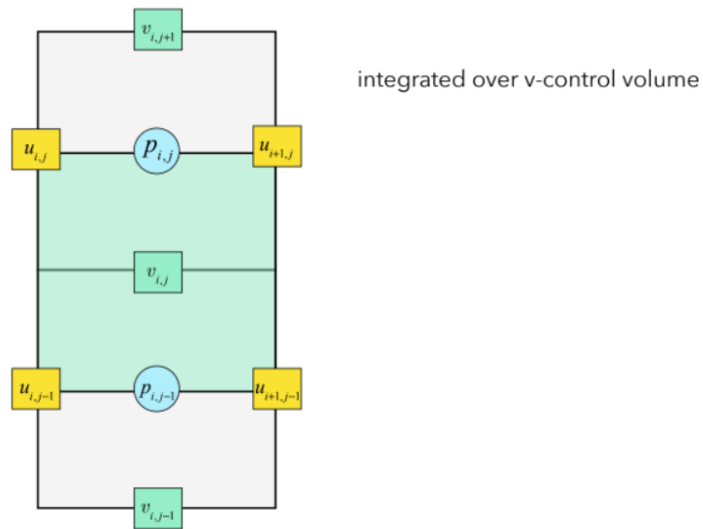 v_{i,j+1}
integrated over v-control volume
u_{i,j} p_{i,j} u_{i+1,j}
v_{i,j}
u_{i,j-1} p_{i,j-1} u_{i+1,j-1}
v_{i,j-1}